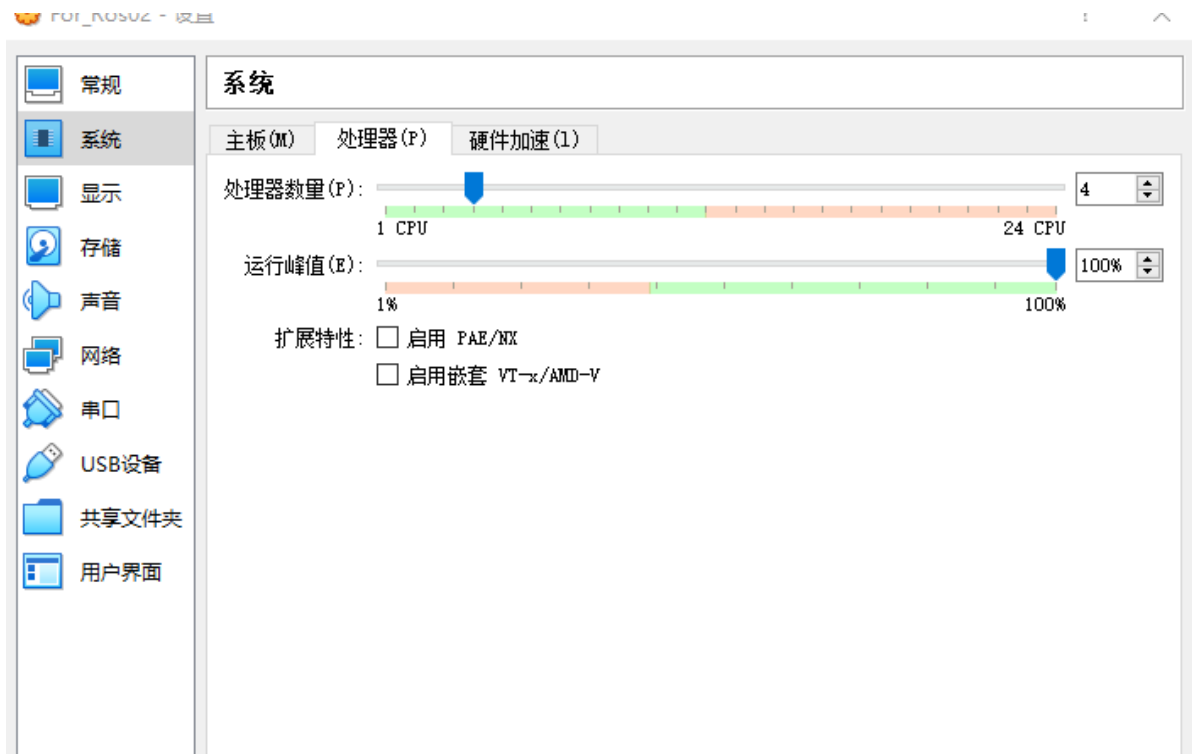 For_Ros02 - 设置
常规
系统
显示
存储
声音
网络
串口
USB设备
共享文件夹
用户界面
系统
主板(M) 处理器(P) 硬件加速(l)
处理器数量(P): 4
1 CPU 24 CPU
运行峰值(E): 100%
1% 100%
扩展特性: 启用 PAE/NX
启用嵌套 VT-x/AMD-V